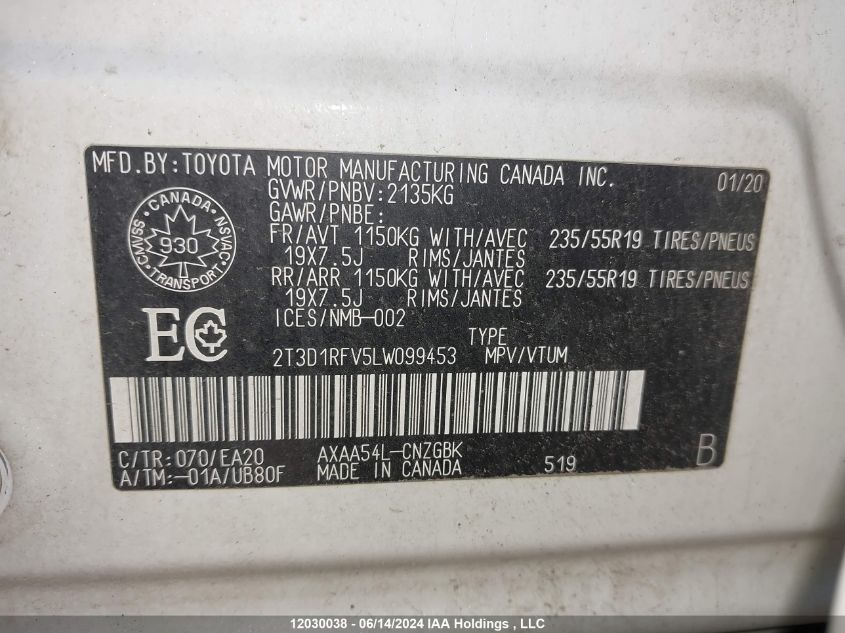 MFD.BY:TOYOTA MOTOR MANUFACTURING CANADA INC. 01/20
GVWR/PNBV:2135KG
GAWR/PNBE:
FR/AVT 1150KG WITH/AVEC 235/55R19 TIRES/PNEUS
19X7.5J RIMS/JANTES
RR/ARR 1150KG WITH/AVEC 235/55R19 TIRES/PNEUS
19X7.5J RIMS/JANTES
ICES/NMB-002
CANADA
CMVSS NSVAC
930
TRANSPORT
EC
TYPE
2T3D1RFV5LW099453 MPV/VTUM
C/TR:070/EA20 AXAA54L-CNZGBK
A/TM:-01A/UB80F MADE IN CANADA 519 B
12030038 - 06/14/2024 IAA Holdings , LLC